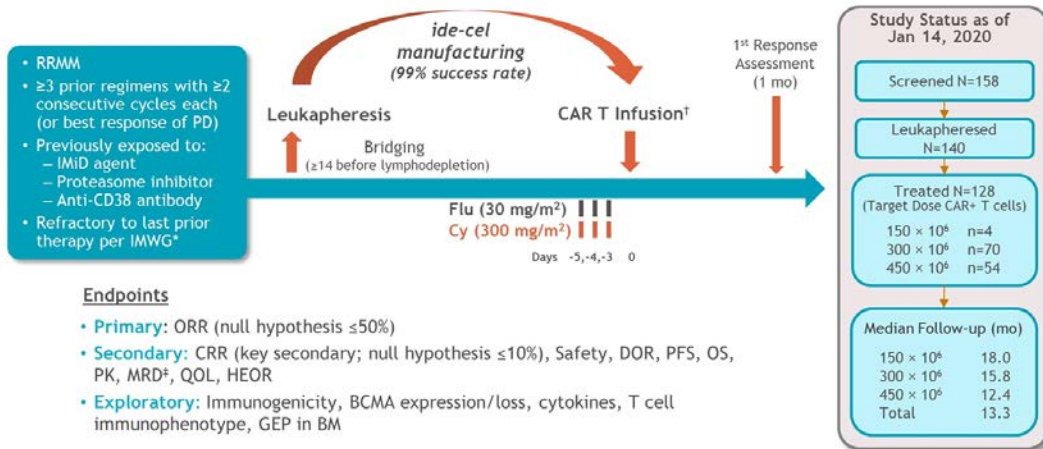 • RRMM
• ≥3 prior regimens with ≥2
consecutive cycles each
(or best response of PD)
• Previously exposed to:
– IMiD agent
– Proteasome inhibitor
– Anti-CD38 antibody
• Refractory to last prior
therapy per IMWG*
ide-cel
manufacturing
(99% success rate)
Leukapheresis
Bridging
(≥14 before lymphodepletion)
CAR T Infusion†
1st Response
Assessment
(1 mo)
Flu (30 mg/m²)
Cy (300 mg/m²)
Days -5,-4,-3 0
Endpoints
• Primary: ORR (null hypothesis ≤50%)
• Secondary: CRR (key secondary; null hypothesis ≤10%), Safety, DOR, PFS, OS,
PK, MRD‡, QOL, HEOR
• Exploratory: Immunogenicity, BCMA expression/loss, cytokines, T cell
immunophenotype, GEP in BM
Study Status as of
Jan 14, 2020
Screened N=158
Leukapheresed
N=140
Treated N=128
(Target Dose CAR+ T cells)
150 × 10⁶ n=4
300 × 10⁶ n=70
450 × 10⁶ n=54
Median Follow-up (mo)
150 × 10⁶ 18.0
300 × 10⁶ 15.8
450 × 10⁶ 12.4
Total 13.3